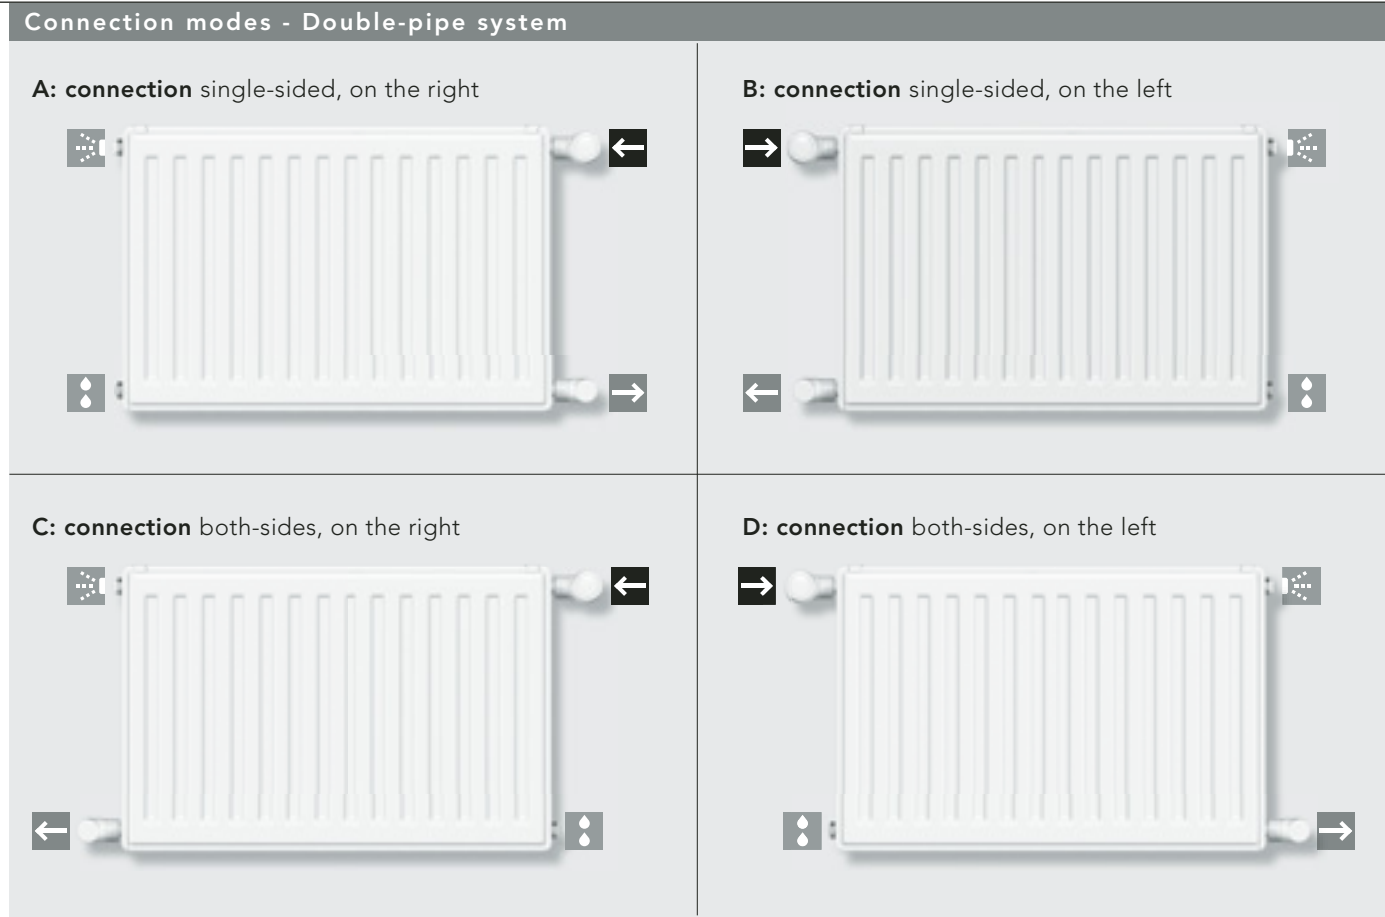 Connection modes - Double-pipe system
A: connection single-sided, on the right
B: connection single-sided, on the left
C: connection both-sides, on the right
D: connection both-sides, on the left